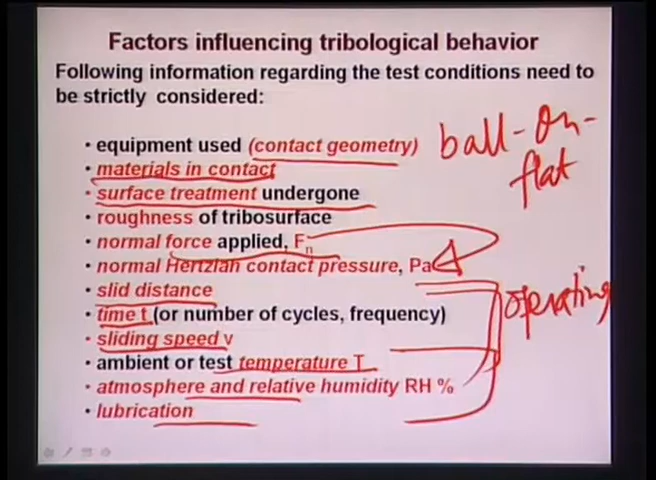 Factors influencing tribological behavior
Following information regarding the test conditions need to
be strictly considered:
• equipment used (contact geometry)
ball-on-
flat
• materials in contact
• surface treatment undergone
• roughness of tribosurface
• normal force applied, Fn
• normal Hertzian contact pressure, Pa
• slid distance
• time t (or number of cycles, frequency)
operating
• sliding speed v
• ambient or test temperature T
• atmosphere and relative humidity RH %
• lubrication